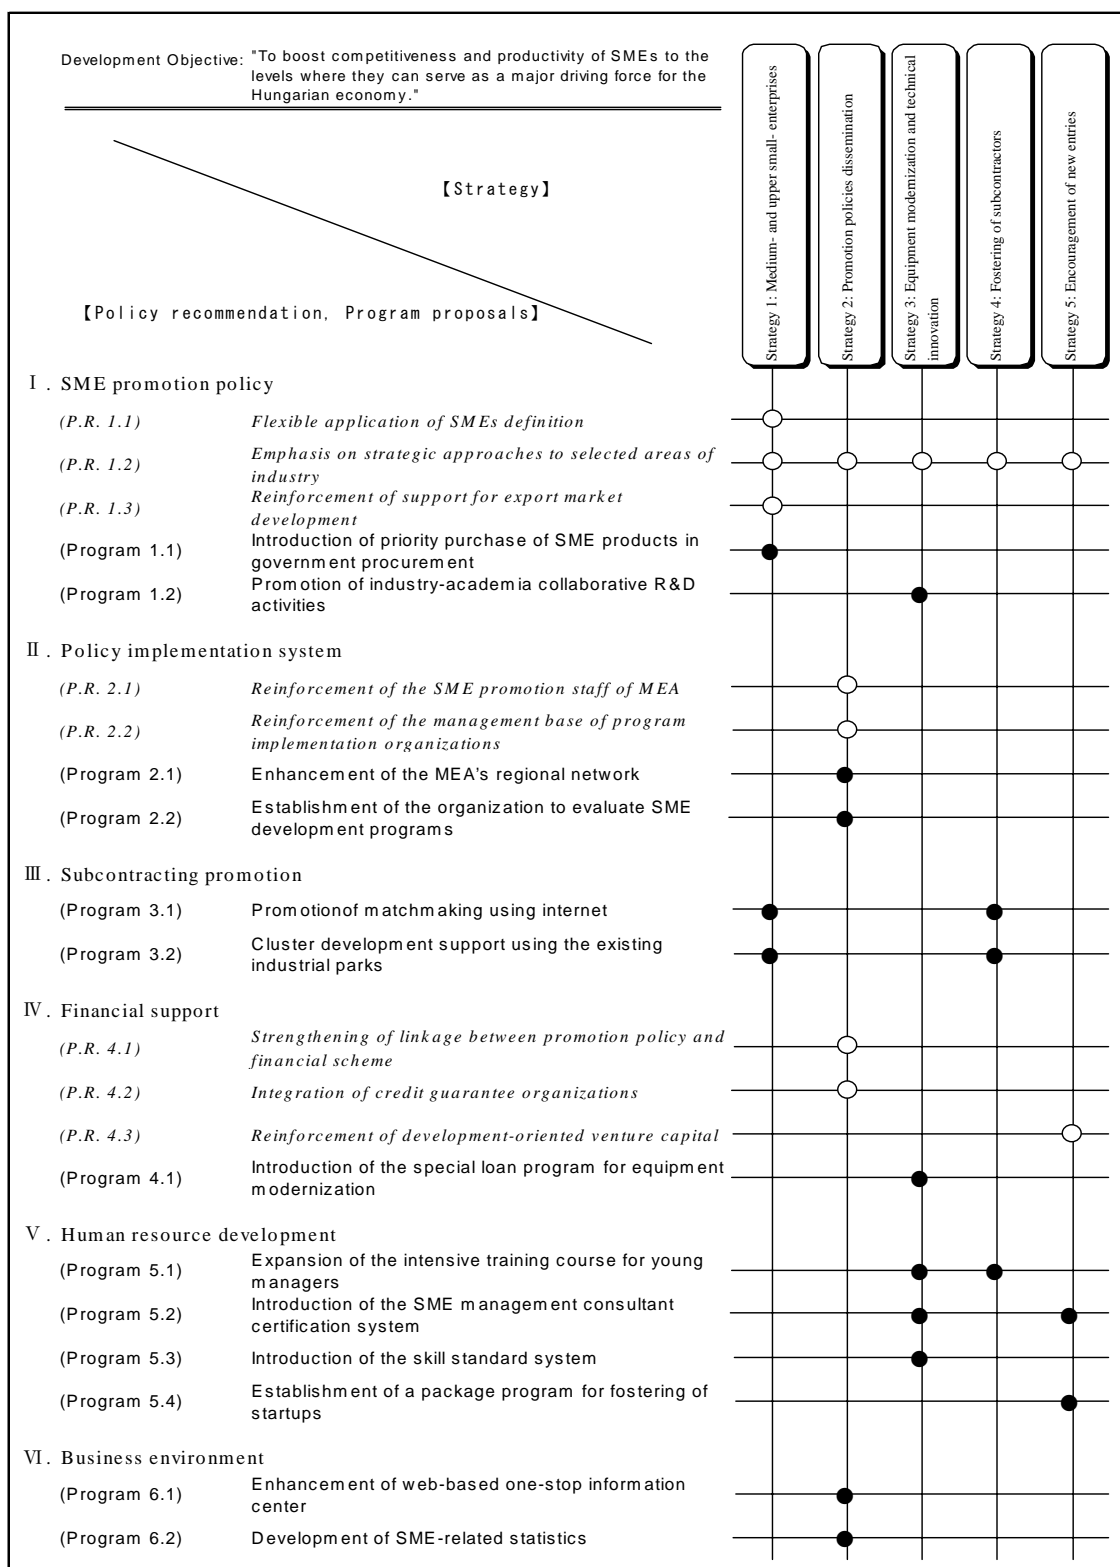 Development Objective: "To boost competitiveness and productivity of SMEs to the
levels where they can serve as a major driving force for the
Hungarian economy."
【Strategy】
【Policy recommendation, Program proposals】
Strategy 1: Medium- and upper small- enterprises
Strategy 2: Promotion policies dissemination
Strategy 3: Equipment modernization and technical
innovation
Strategy 4: Fostering of subcontractors
Strategy 5: Encouragement of new entries
Ⅰ. SME promotion policy
(P.R. 1.1) Flexible application of SMEs definition
(P.R. 1.2) Emphasis on strategic approaches to selected areas of
industry
(P.R. 1.3) Reinforcement of support for export market
development
(Program 1.1) Introduction of priority purchase of SME products in
government procurement
(Program 1.2) Promotion of industry-academia collaborative R&D
activities
Ⅱ. Policy implementation system
(P.R. 2.1) Reinforcement of the SME promotion staff of MEA
(P.R. 2.2) Reinforcement of the management base of program
implementation organizations
(Program 2.1) Enhancement of the MEA's regional network
(Program 2.2) Establishment of the organization to evaluate SME
development programs
Ⅲ. Subcontracting promotion
(Program 3.1) Promotionof matchmaking using internet
(Program 3.2) Cluster development support using the existing
industrial parks
Ⅳ. Financial support
(P.R. 4.1) Strengthening of linkage between promotion policy and
financial scheme
(P.R. 4.2) Integration of credit guarantee organizations
(P.R. 4.3) Reinforcement of development-oriented venture capital
(Program 4.1) Introduction of the special loan program for equipment
modernization
Ⅴ. Human resource development
(Program 5.1) Expansion of the intensive training course for young
managers
(Program 5.2) Introduction of the SME management consultant
certification system
(Program 5.3) Introduction of the skill standard system
(Program 5.4) Establishment of a package program for fostering of
startups
Ⅵ. Business environment
(Program 6.1) Enhancement of web-based one-stop information
center
(Program 6.2) Development of SME-related statistics